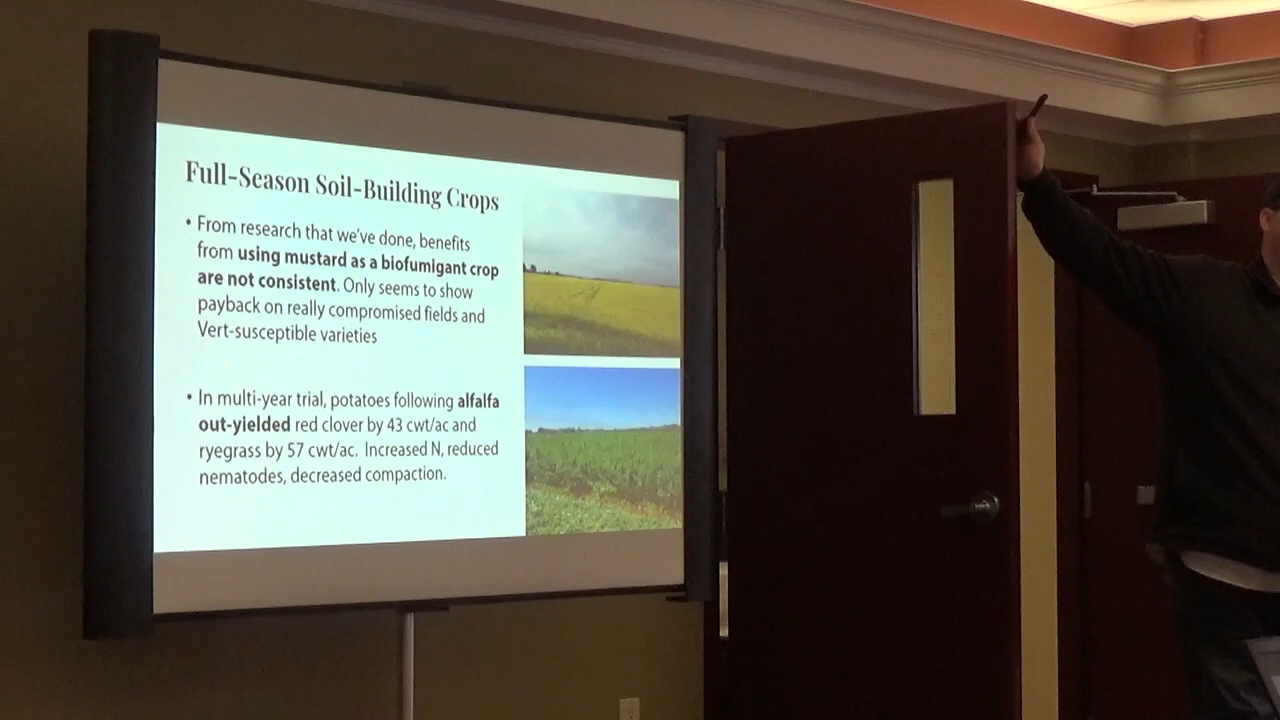 Full-Season Soil-Building Crops
• From research that we've done, benefits
from using mustard as a biofumigant crop
are not consistent. Only seems to show
payback on really compromised fields and
Vert-susceptible varieties
• In multi-year trial, potatoes following alfalfa
out-yielded red clover by 43 cwt/ac and
ryegrass by 57 cwt/ac. Increased N, reduced
nematodes, decreased compaction.